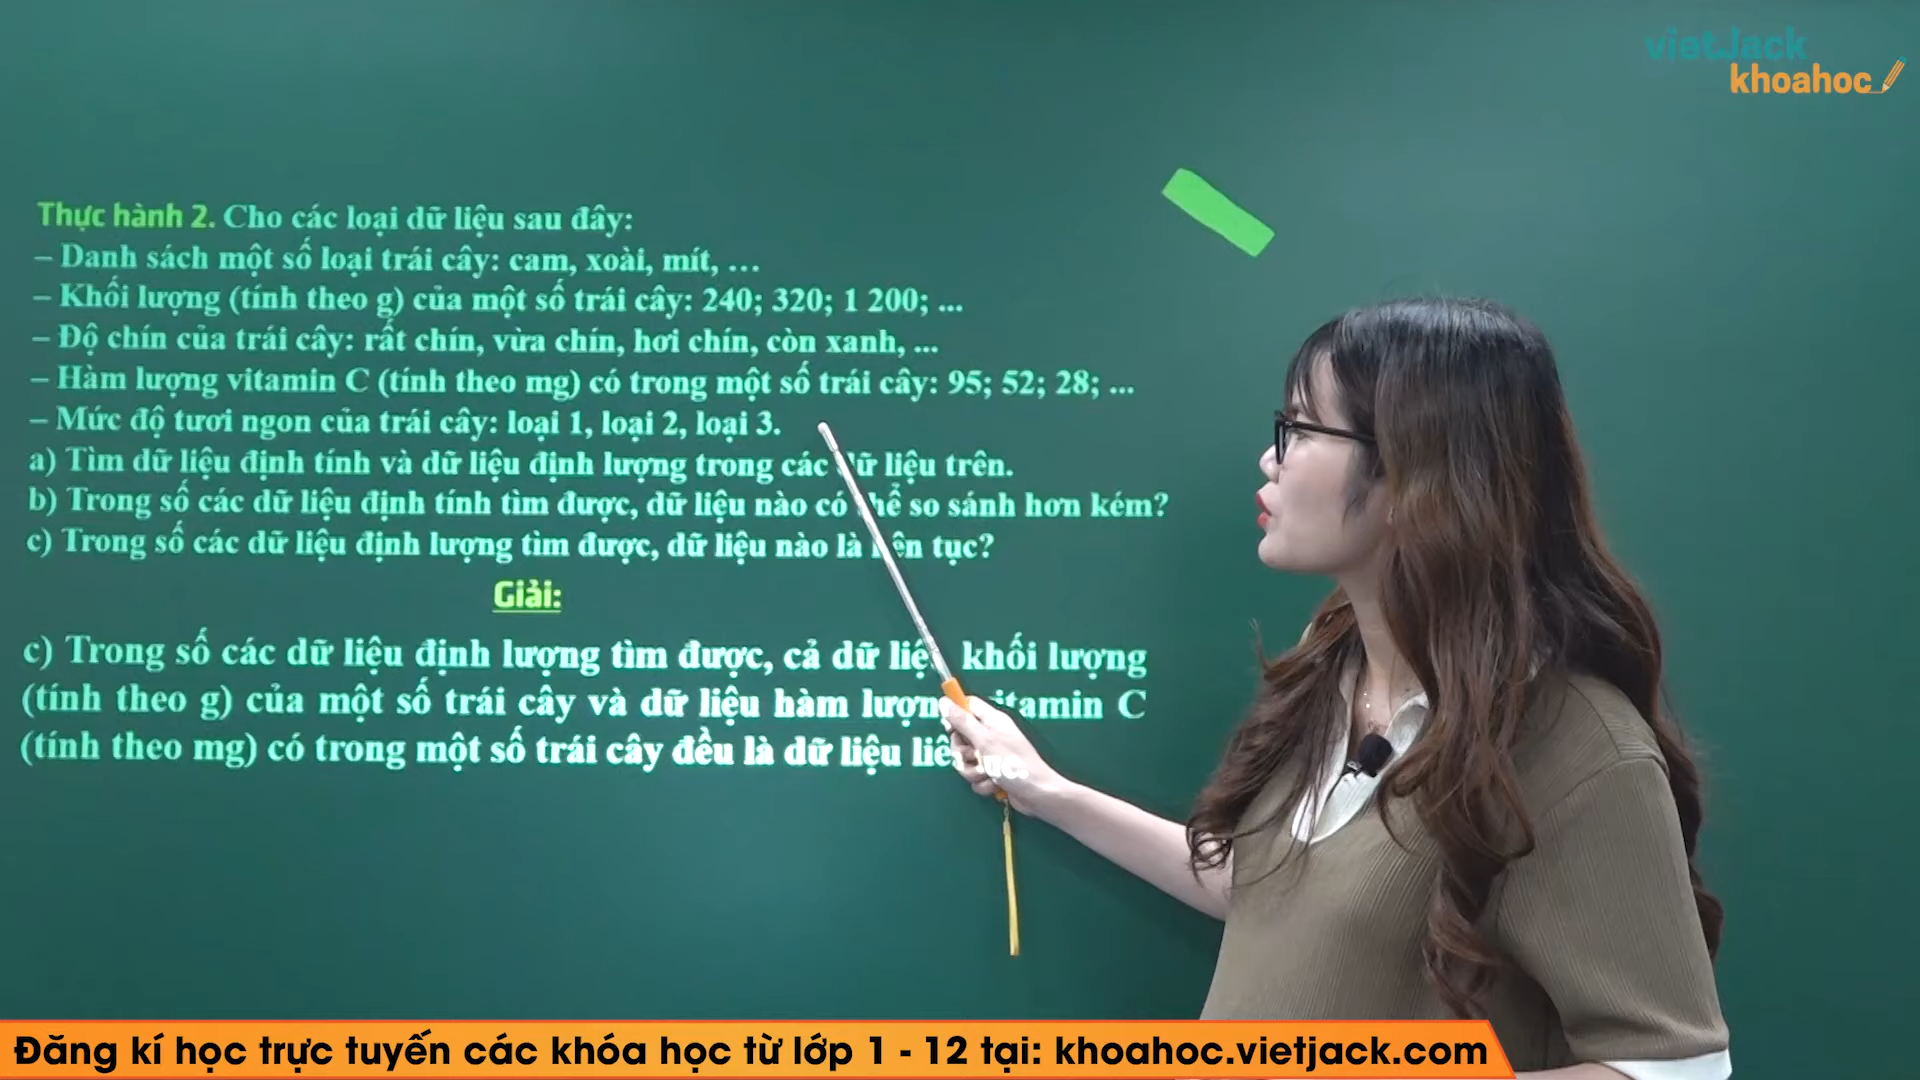 vietJack
khoahoc
Thực hành 2. Cho các loại dữ liệu sau đây:
– Danh sách một số loại trái cây: cam, xoài, mít, ...
– Khối lượng (tính theo g) của một số trái cây: 240; 320; 1 200; ...
– Độ chín của trái cây: rất chín, vừa chín, hơi chín, còn xanh, ...
– Hàm lượng vitamin C (tính theo mg) có trong một số trái cây: 95; 52; 28; ...
– Mức độ tươi ngon của trái cây: loại 1, loại 2, loại 3.
a) Tìm dữ liệu định tính và dữ liệu định lượng trong các liệu trên.
b) Trong số các dữ liệu định tính tìm được, dữ liệu nào có so sánh hơn kém?
c) Trong số các dữ liệu định lượng tìm được, dữ liệu nào là tục?
Giải:
c) Trong số các dữ liệu định lượng tìm được, cả dữ khối lượng
(tính theo g) của một số trái cây và dữ liệu hàm C
(tính theo mg) có trong một số trái cây đều là dữ liệu
Đăng kí học trực tuyến các khóa học từ lớp 1 - 12 tại: khoahoc.vietjack.com